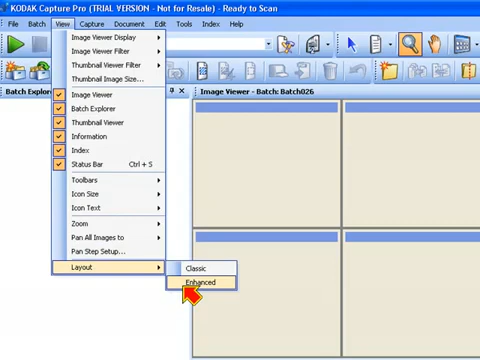 KODAK Capture Pro (TRIAL VERSION - Not for Resale) - Ready to Scan
File Batch View Capture Document Edit Tools Index Help
Image Viewer Display
Image Viewer Filter
Thumbnail Viewer Filter
Thumbnail Image Size...
Batch Explor
Image Viewer - Batch: Batch026
Image Viewer
Batch Explorer
Thumbnail Viewer
Information
Index
Status Bar Ctrl + S
Toolbars
Icon Size
Icon Text
Zoom
Pan All Images to
Pan Step Setup...
Layout
Classic
Enhanced